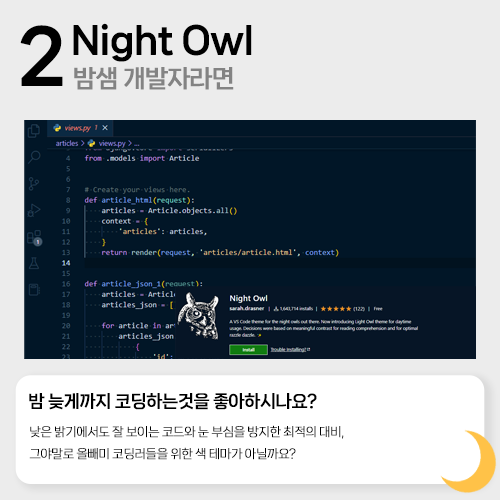 2 Night Owl
밤샘 개발자라면
views.py 1 ×
articles > views.py > ...
4 from .models import Article
5
6
7 # Create your views here.
8 def article_html(request):
9 articles = Article.objects.all()
10 context = {
11 'articles': articles,
12 }
13 return render(request, 'articles/article.html', context)
14
15
16 def article_json_1(request):
17 articles = Articl
18 articles_json = [
19
20 for article in art
21 articles_json
22 {
23 'id':
1
Night Owl
sarah.drasner | 1,643,714 installs | ★★★★★ (122) | Free
A VS Code theme for the night owls out there. Now introducing Light Owl theme for daytime
usage. Decisions were based on meaningful contrast for reading comprehension and for optimal
razzle dazzle. ✨
Install Trouble Installing?
밤 늦게까지 코딩하는것을 좋아하시나요?
낮은 밝기에서도 잘 보이는 코드와 눈 부심을 방지한 최적의 대비,
그야말로 올빼미 코딩러들을 위한 색 테마가 아닐까요?